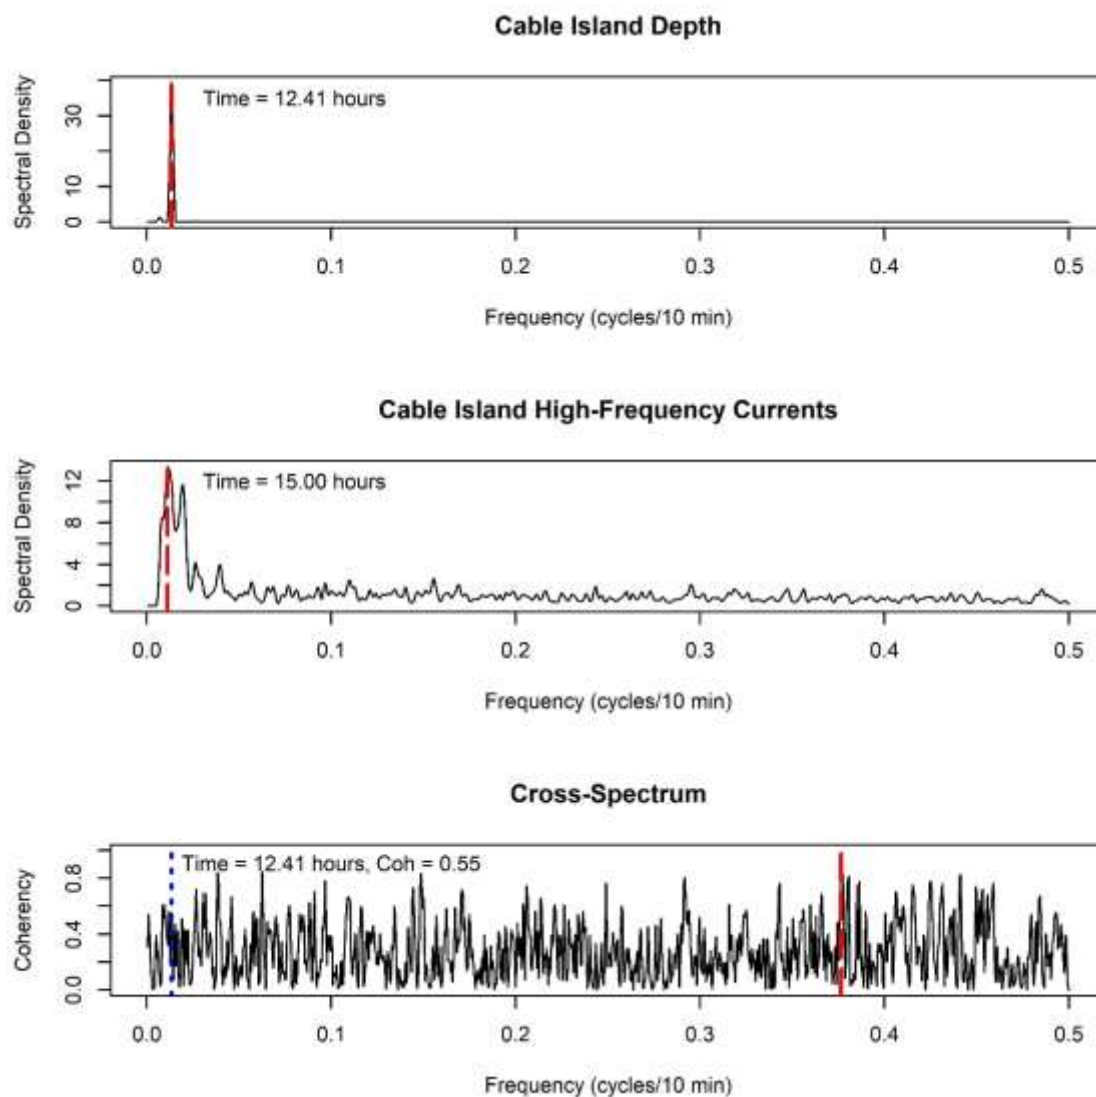 Cable Island Depth
Spectral Density
0 10 30
Time = 12.41 hours
0.0 0.1 0.2 0.3 0.4 0.5
Frequency (cycles/10 min)
Cable Island High-Frequency Currents
Spectral Density
0 4 8 12
Time = 15.00 hours
0.0 0.1 0.2 0.3 0.4 0.5
Frequency (cycles/10 min)
Cross-Spectrum
Coherency
0.0 0.4 0.8
Time = 12.41 hours, Coh = 0.55
0.0 0.1 0.2 0.3 0.4 0.5
Frequency (cycles/10 min)